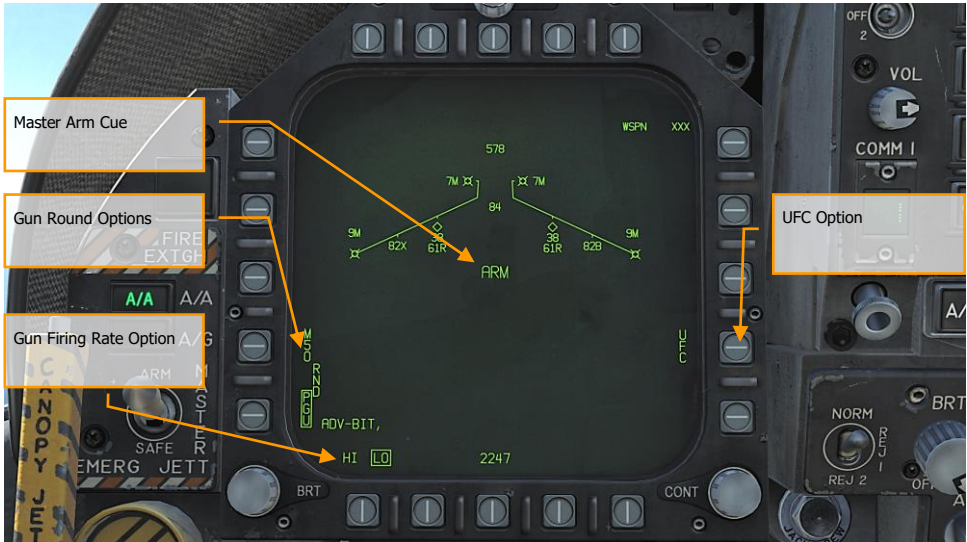 OFF
2
WSPN XXX
VOL
578
Master Arm Cue
COMM 1
7M
7M
84
Gun Round Options
UFC Option
9M
82X
38
61R
38
61R
82B
9M
FIRE
EXTGH
ARM
A/A
A/A
A/
Gun Firing Rate Option
A/G
M50
RND
PGU
UFC
ARM
MASTER
SAFE
ADV-BIT,
HI LO
2247
EMERG JETT
CANOPY JET
BRT
CONT
NORM
REJ 1
REJ 2
BRT
OFF